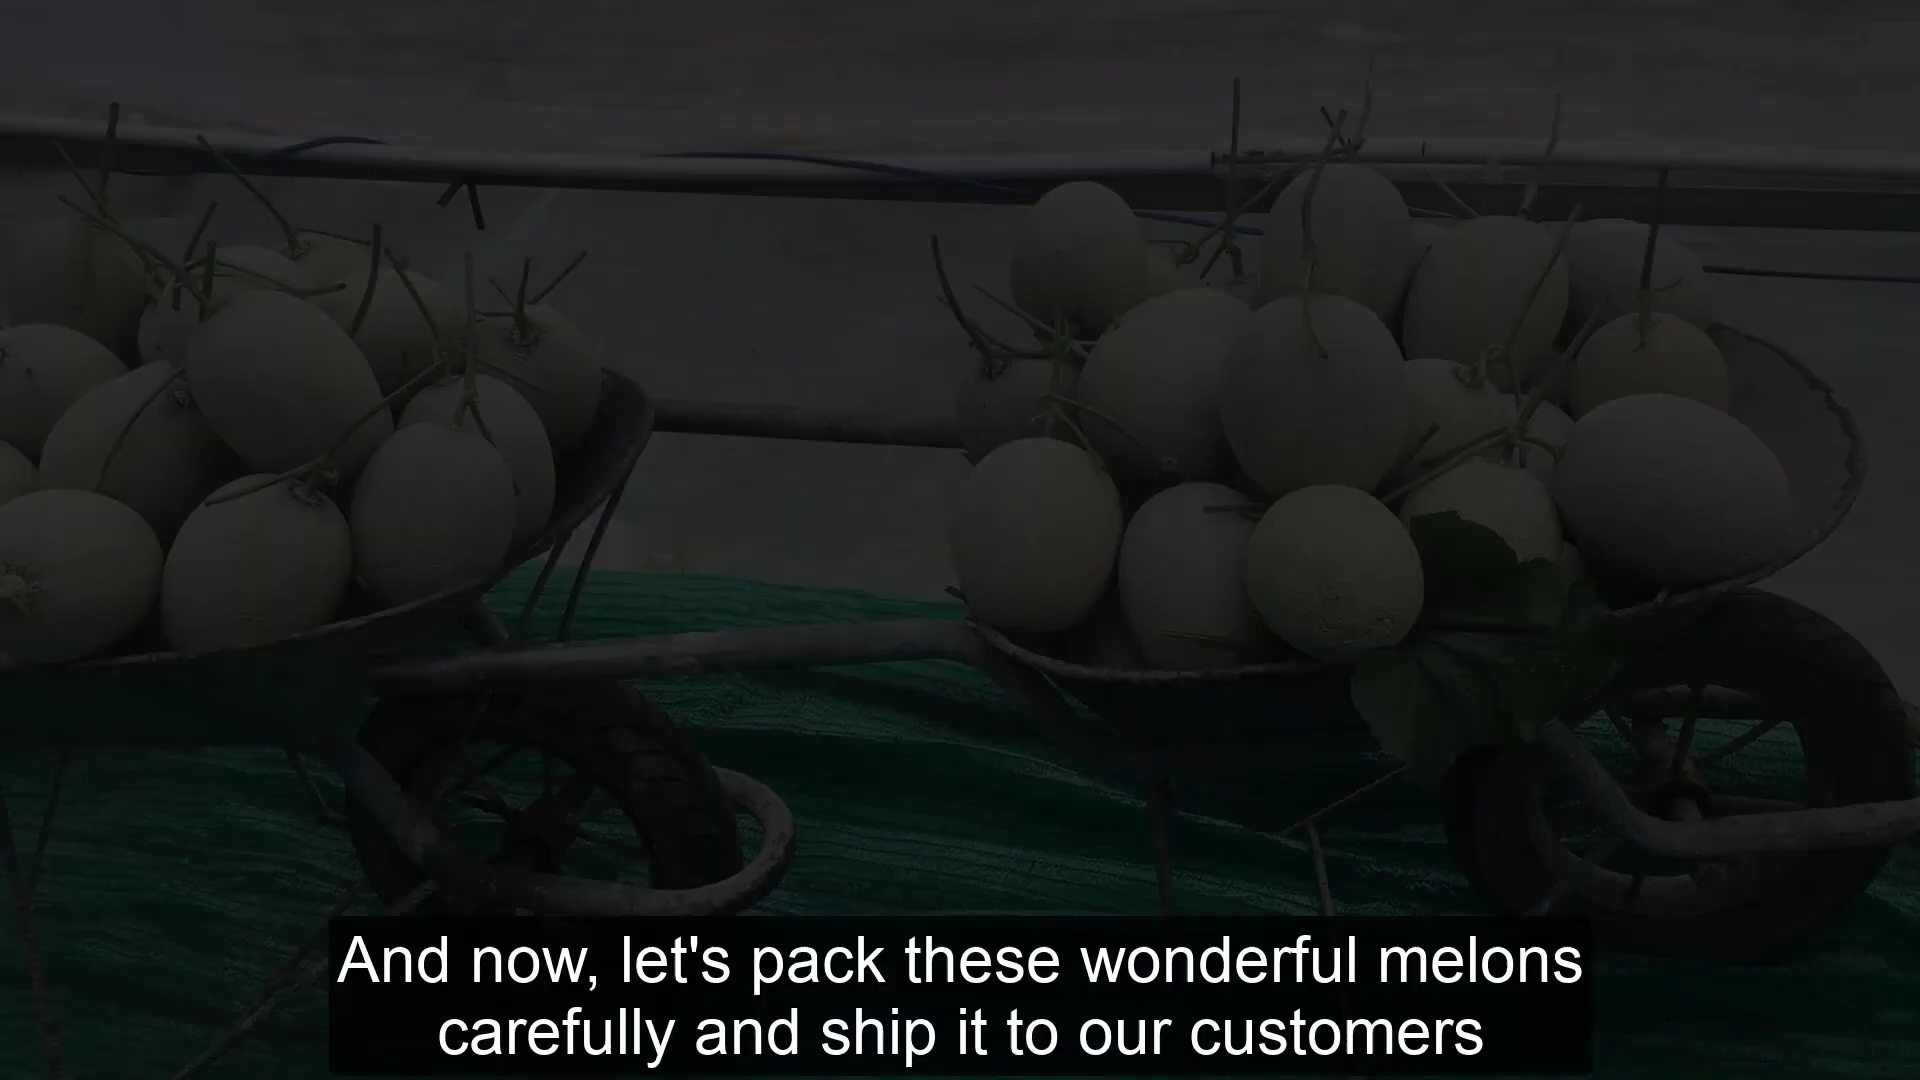 And now, let's pack these wonderful melons
carefully and ship it to our customers